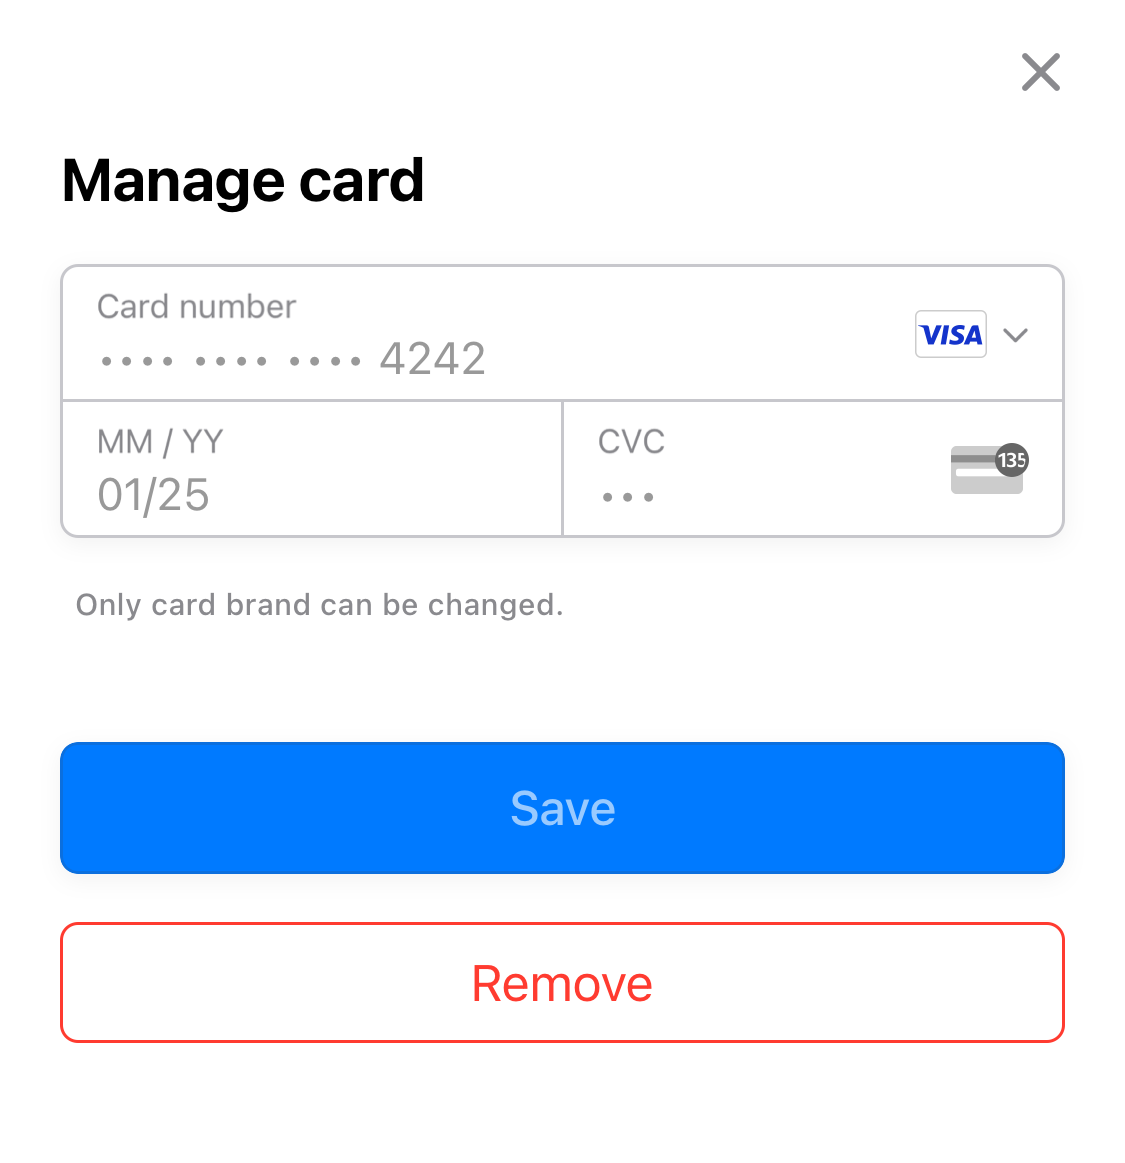 Manage card
Card number
VISA
•••• •••• •••• 4242
MM / YY
01/25
CVC
135
•••
Only card brand can be changed.
Save
Remove